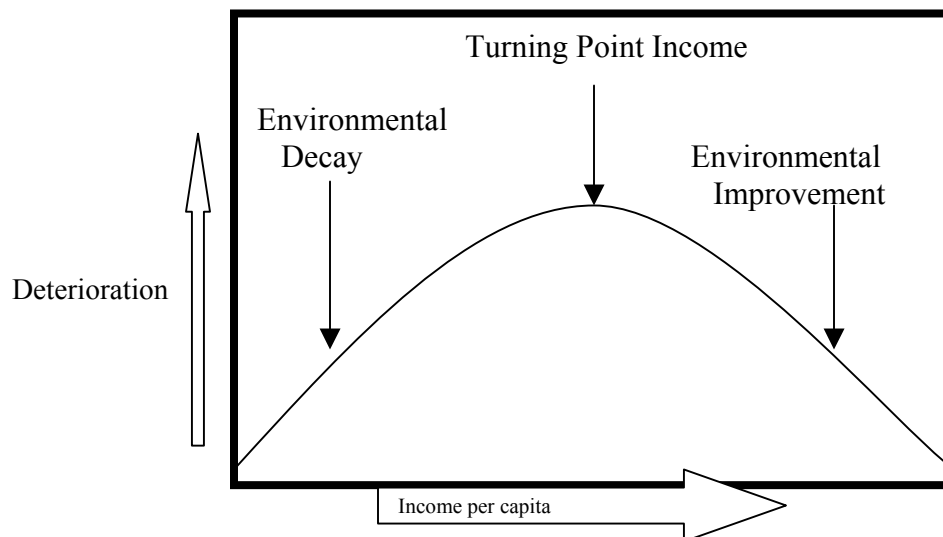 Turning Point Income
Environmental
Decay
Environmental
Improvement
Deterioration
Income per capita